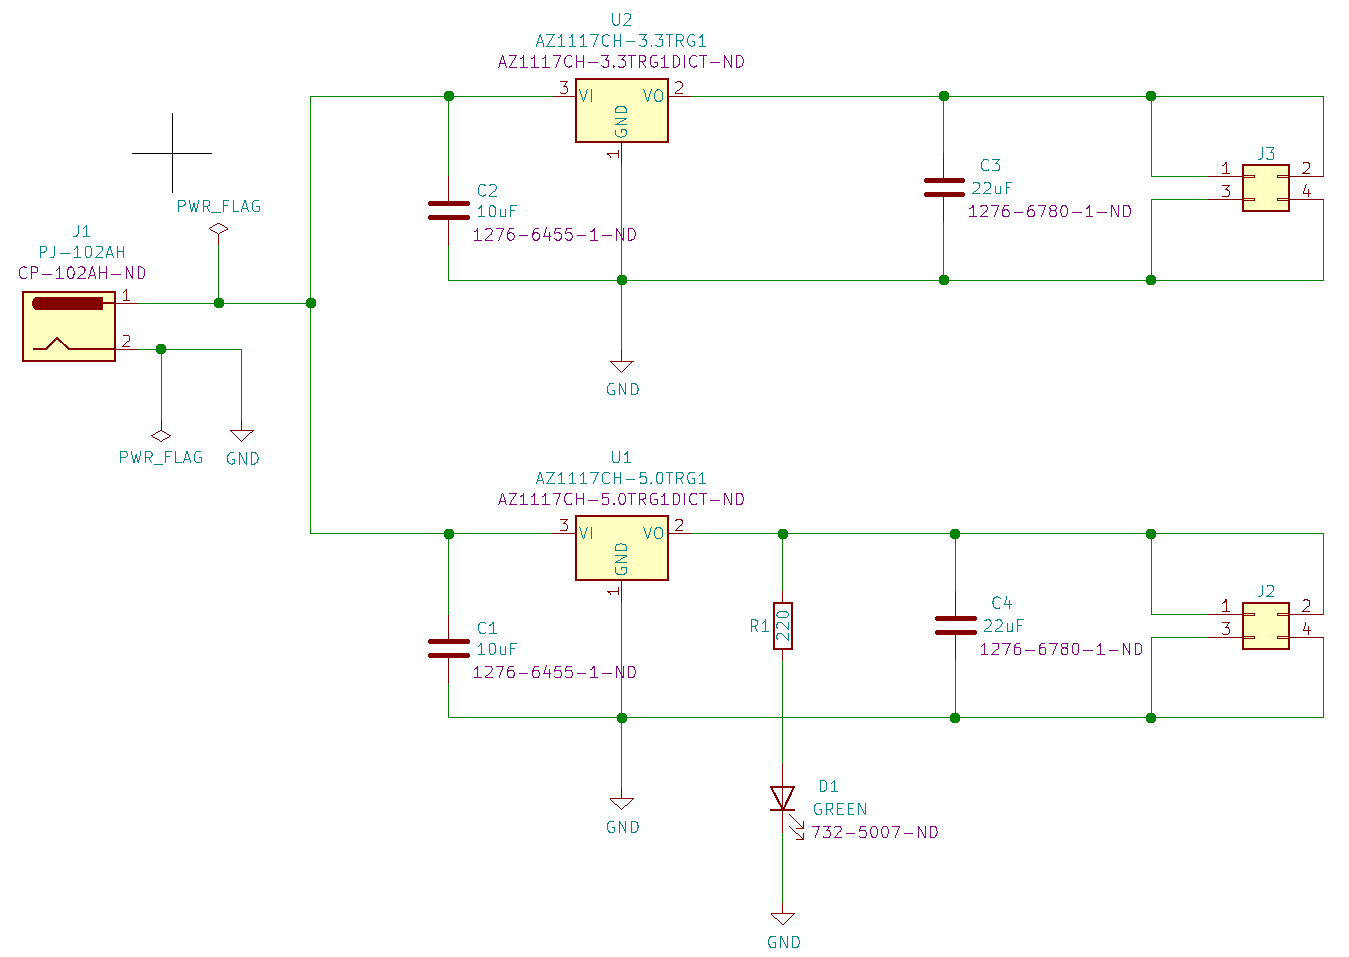 U2
AZ1117CH-3.3TRG1
AZ1117CH-3.3TRG1DICT-ND
3 VI VO 2
GND
1
C2
10uF
1276-6455-1-ND
C3
22uF
1276-6780-1-ND
J3
1 2
3 4
GND
PWR_FLAG
J1
PJ-102AH
CP-102AH-ND
1
2
PWR_FLAG
GND
U1
AZ1117CH-5.0TRG1
AZ1117CH-5.0TRG1DICT-ND
3 VI VO 2
GND
1
C1
10uF
1276-6455-1-ND
R1 220
C4
22uF
1276-6780-1-ND
J2
1 2
3 4
GND
D1
GREEN
732-5007-ND
GND